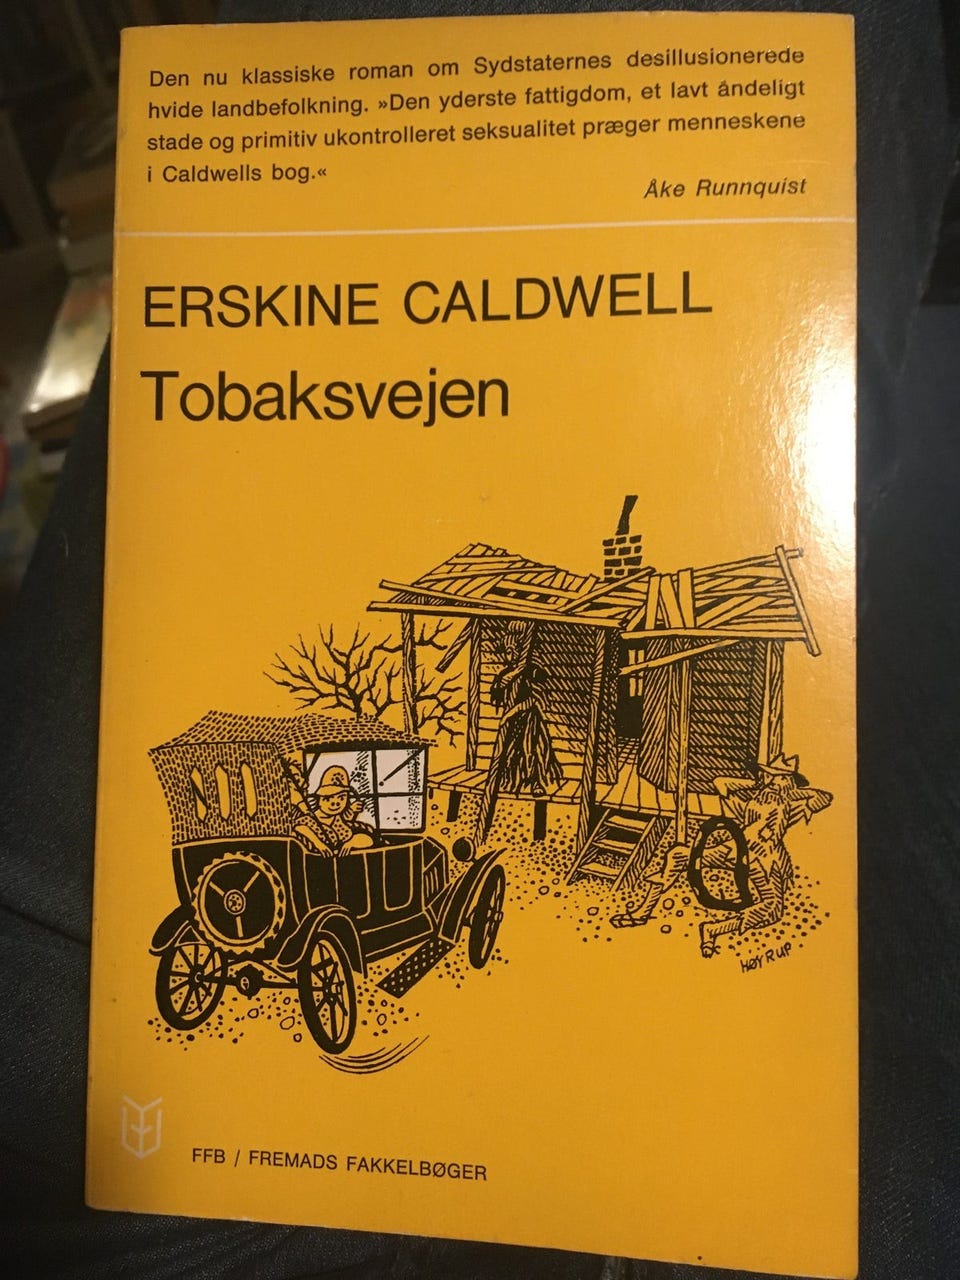 Den nu klassiske roman om Sydstaternes desillusionerede
hvide landbefolkning. »Den yderste fattigdom, et lavt åndeligt
stade og primitiv ukontrolleret seksualitet præger menneskene
i Caldwells bog.«
Åke Runnquist
ERSKINE CALDWELL
Tobaksvejen
HØYRUP
FFB / FREMADS FAKKELBØGER